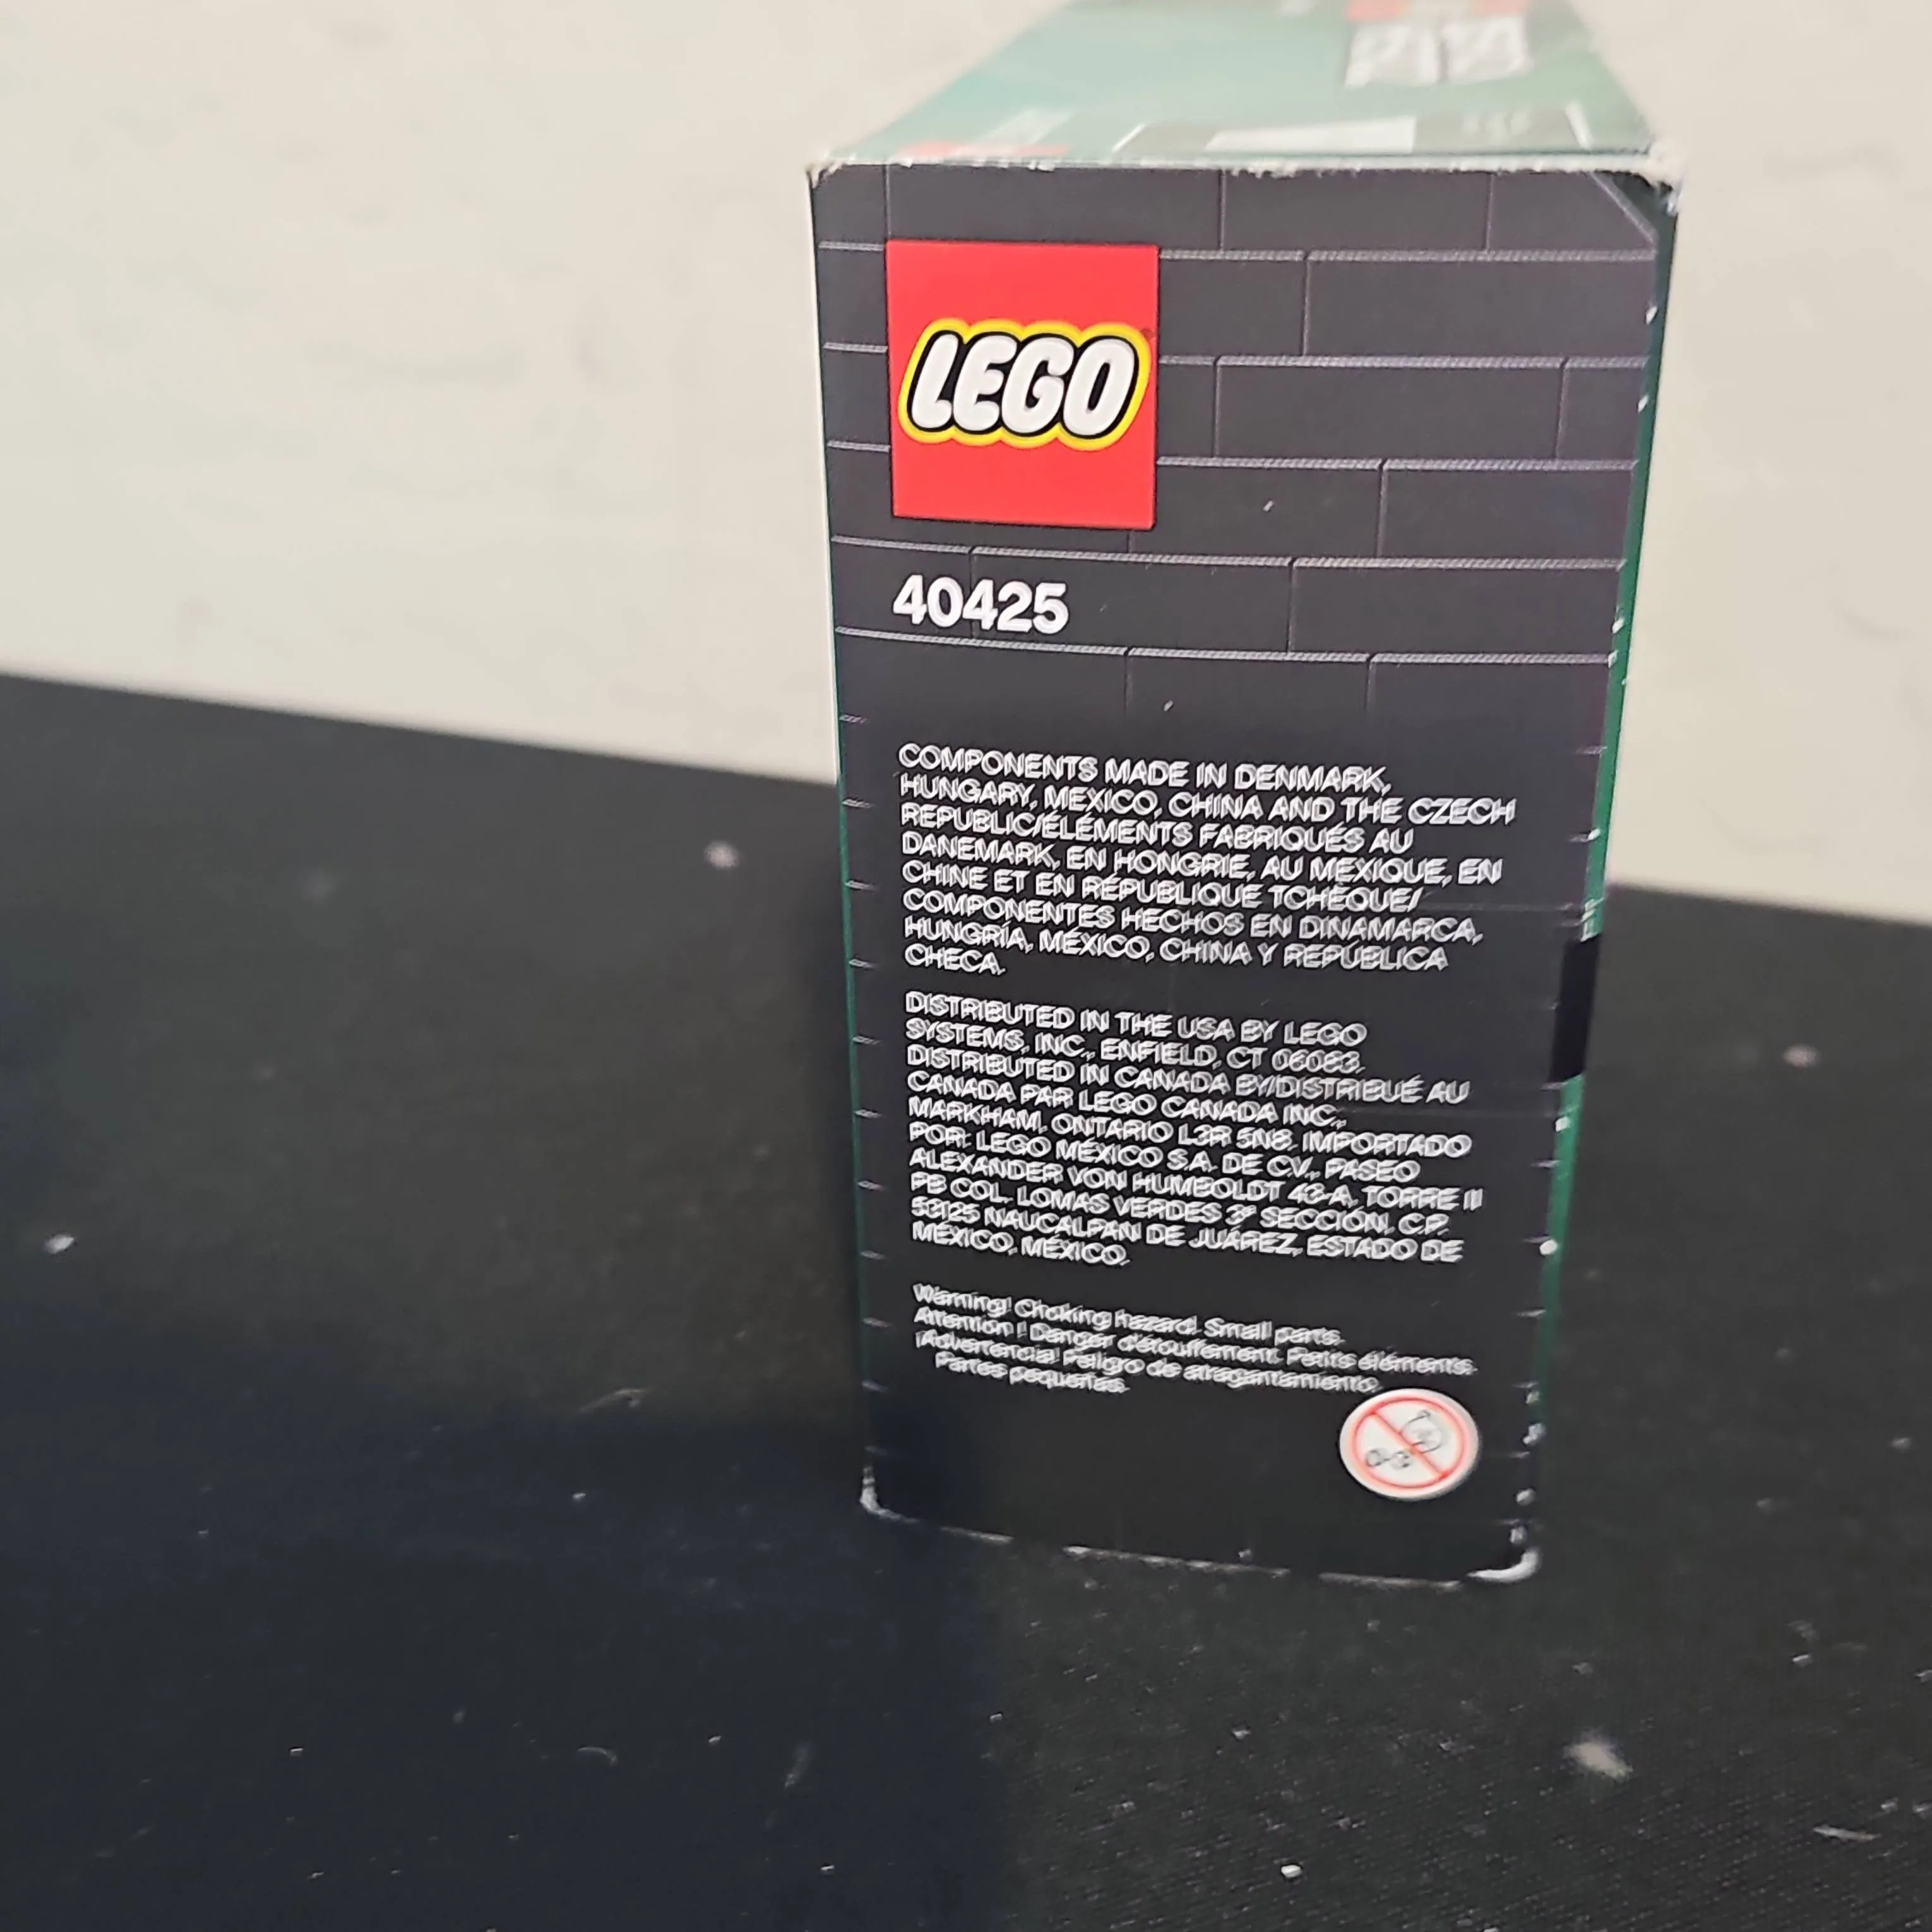 LEGO
40425
COMPONENTS MADE IN DENMARK,
HUNGARY, MEXICO, CHINA AND THE CZECH
REPUBLIC/ÉLÉMENTS FABRIQUÉS AU
DANEMARK, EN HONGRIE, AU MEXIQUE, EN
CHINE ET EN RÉPUBLIQUE TCHÈQUE/
COMPONENTES HECHOS EN DINAMARCA,
HUNGRÍA, MÉXICO, CHINA Y REPÚBLICA
CHECA.
DISTRIBUTED IN THE USA BY LEGO
SYSTEMS, INC., ENFIELD, CT 06083.
DISTRIBUTED IN CANADA BY/DISTRIBUÉ AU
CANADA PAR LEGO CANADA INC.,
MARKHAM, ONTARIO L3R 5N8. IMPORTADO
POR: LEGO MÉXICO S.A. DE C.V., PASEO
ALEXANDER VON HUMBOLDT 43-A, TORRE II
PB COL. LOMAS VERDES 3ª SECCIÓN, C.P.
53125 NAUCALPAN DE JUÁREZ, ESTADO DE
MÉXICO, MÉXICO.
Warning! Choking hazard. Small parts.
Attention ! Danger d'étouffement. Petits éléments.
¡Advertencia! Peligro de atragantamiento.
Partes pequeñas.